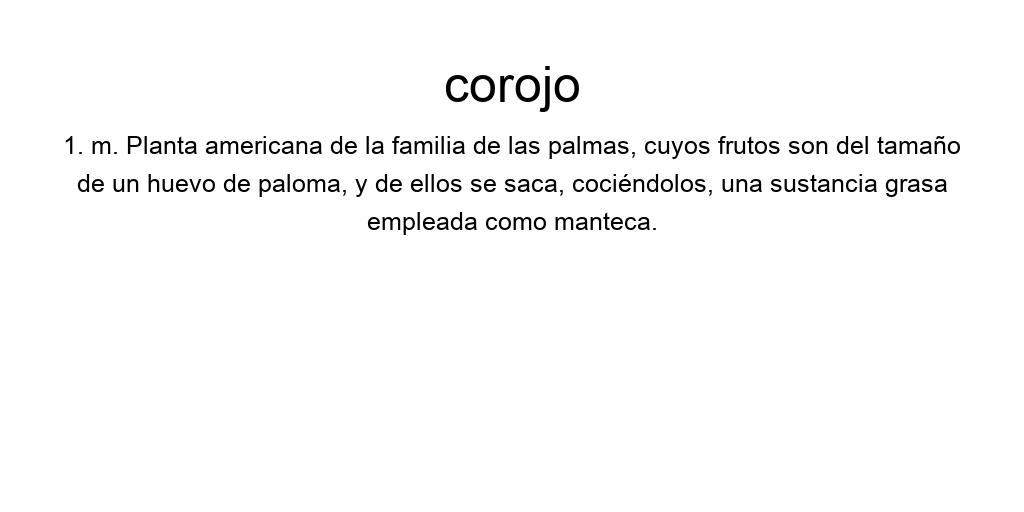 corojo
1. m. Planta americana de la familia de las palmas, cuyos frutos son del tamaño
de un huevo de paloma, y de ellos se saca, cociéndolos, una sustancia grasa
empleada como manteca.